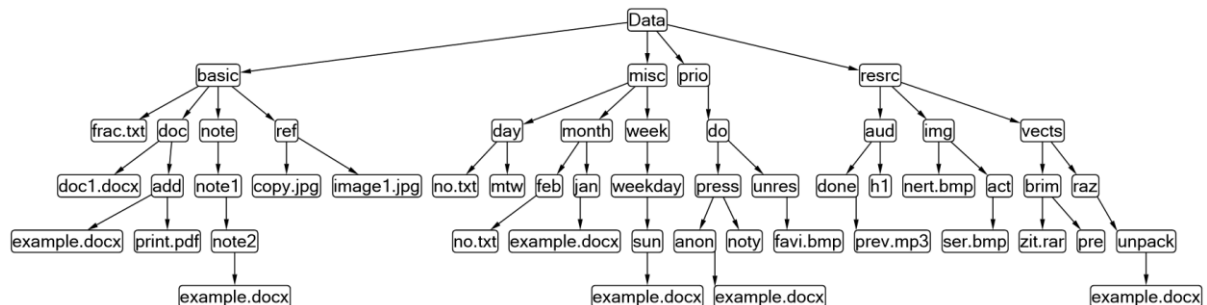 Data
basic misc prio resrc
frac.txt doc note ref day month week do aud img vects
doc1.docx add note1 copy.jpg image1.jpg no.txt mtw feb jan weekday press unres done h1 nert.bmp act brim raz
example.docx print.pdf note2 no.txt example.docx sun anon noty favi.bmp prev.mp3 ser.bmp zit.rar pre unpack
example.docx example.docx example.docx example.docx